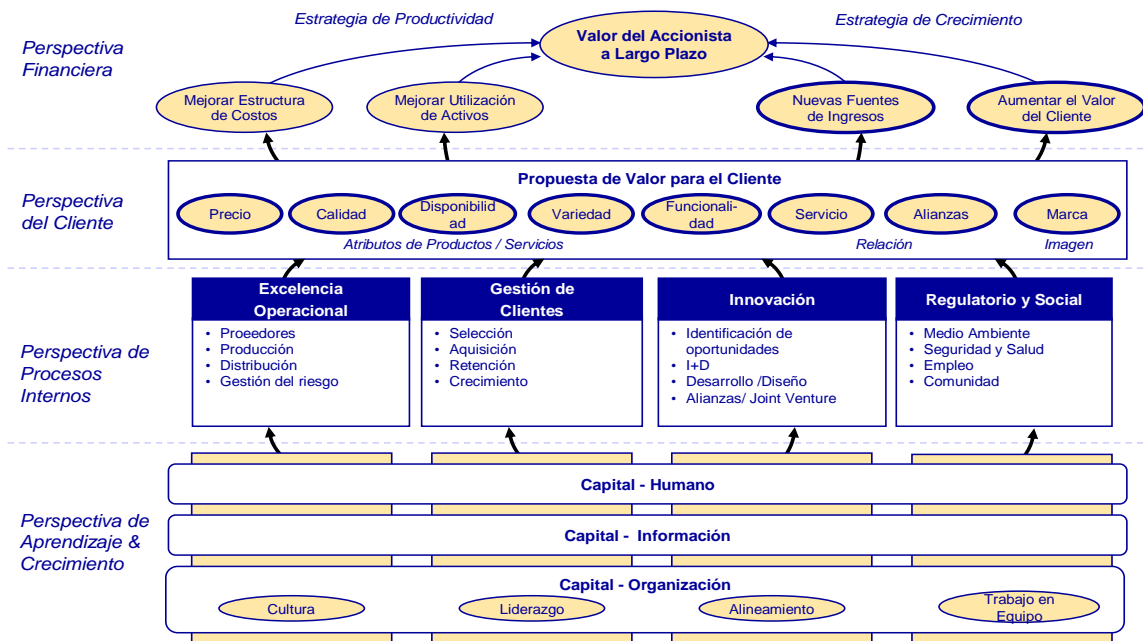 Estrategia de Productividad
Estrategia de Crecimiento
Perspectiva
Financiera
Valor del Accionista
a Largo Plazo
Mejorar Estructura
de Costos
Mejorar Utilización
de Activos
Nuevas Fuentes
de Ingresos
Aumentar el Valor
del Cliente
Perspectiva
del Cliente
Propuesta de Valor para el Cliente
Precio
Calidad
Disponibilid
ad
Variedad
Funcionali-
dad
Servicio
Alianzas
Marca
Atributos de Productos / Servicios
Relación
Imagen
Perspectiva de
Procesos
Internos
Excelencia
Operacional
• Proeedores
• Producción
• Distribución
• Gestión del riesgo
Gestión de
Clientes
• Selección
• Aquisición
• Retención
• Crecimiento
Innovación
• Identificación de
oportunidades
• I+D
• Desarrollo /Diseño
• Alianzas/ Joint Venture
Regulatorio y Social
• Medio Ambiente
• Seguridad y Salud
• Empleo
• Comunidad
Perspectiva de
Aprendizaje &
Crecimiento
Capital - Humano
Capital - Información
Capital - Organización
Cultura
Liderazgo
Alineamiento
Trabajo en
Equipo